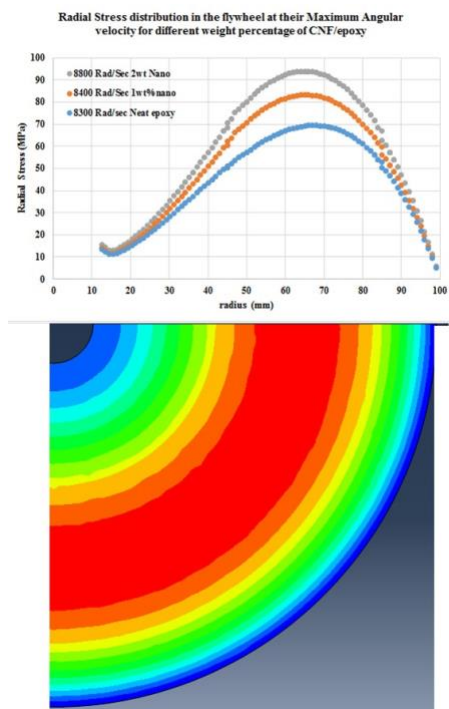 Radial Stress distribution in the flywheel at their Maximum Angular
velocity for different weight percentage of CNF/epoxy
100
90
80
70
60
50
40
30
20
10
0
Radial Stress (MPa)
8800 Rad/Sec 2wt Nano
8400 Rad/Sec 1wt%nano
8300 Rad/sec Neat epoxy
0 10 20 30 40 50 60 70 80 90 100
radius (mm)